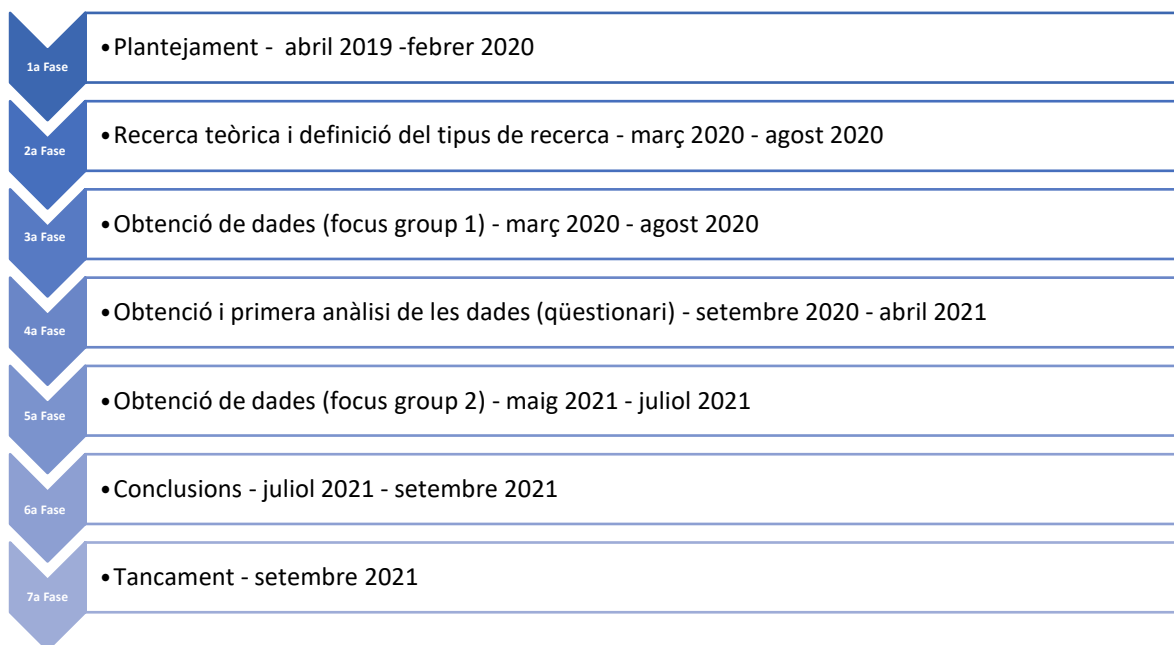 1a Fase
•Plantejament - abril 2019 -febrer 2020
2a Fase
•Recerca teòrica i definició del tipus de recerca - març 2020 - agost 2020
3a Fase
•Obtenció de dades (focus group 1) - març 2020 - agost 2020
4a Fase
•Obtenció i primera anàlisi de les dades (qüestionari) - setembre 2020 - abril 2021
5a Fase
•Obtenció de dades (focus group 2) - maig 2021 - juliol 2021
6a Fase
•Conclusions - juliol 2021 - setembre 2021
7a Fase
•Tancament - setembre 2021